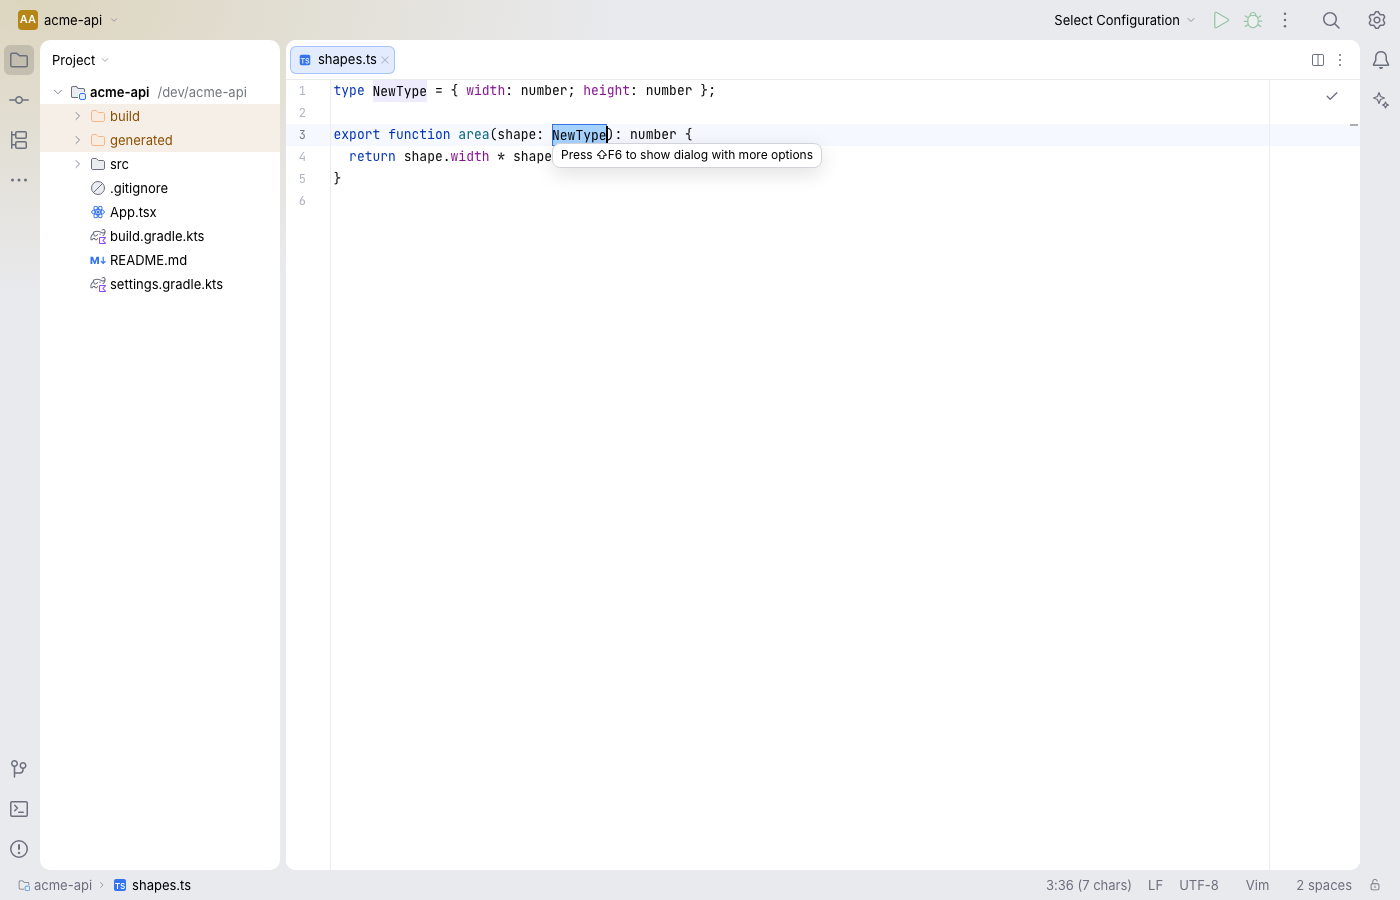 AA acme-api
Select Configuration
Project
acme-api /dev/acme-api
build
generated
src
.gitignore
App.tsx
build.gradle.kts
M↓ README.md
settings.gradle.kts
TS shapes.ts
1 type NewType = { width: number; height: number };
2
3 export function area(shape: NewType): number {
4 return shape.width * shape
Press ⇧F6 to show dialog with more options
5 }
6
acme-api › TS shapes.ts
3:36 (7 chars) LF UTF-8 Vim 2 spaces